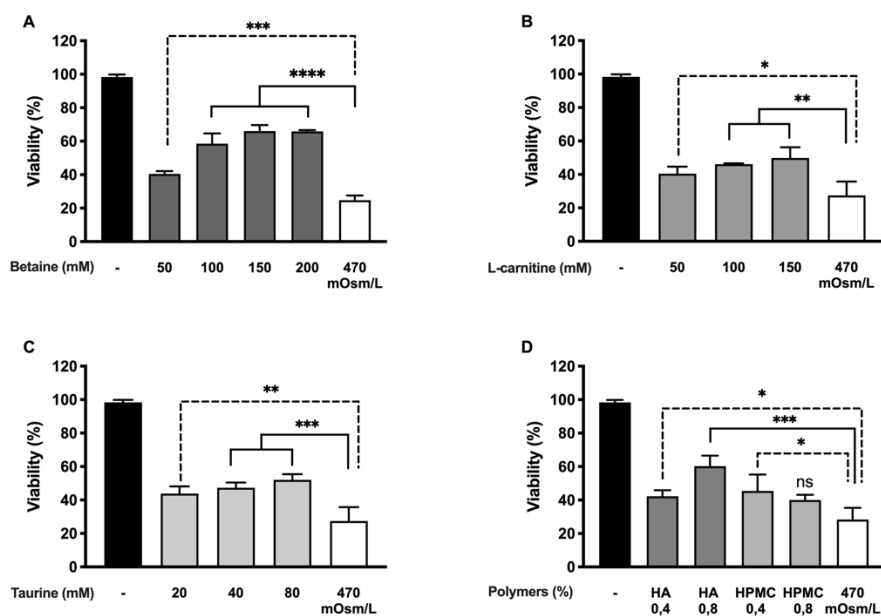 A
120
100
80
60
40
20
0
Viability (%)
***
****
Betaine (mM) - 50 100 150 200 470
mOsm/L
B
120
100
80
60
40
20
0
Viability (%)
*
**
L-carnitine (mM) - 50 100 150 470
mOsm/L
C
120
100
80
60
40
20
0
Viability (%)
**
***
Taurine (mM) - 20 40 80 470
mOsm/L
D
120
100
80
60
40
20
0
Viability (%)
*
***
*
ns
Polymers (%) - HA HA HPMC HPMC 470
0,4 0,8 0,4 0,8 mOsm/L